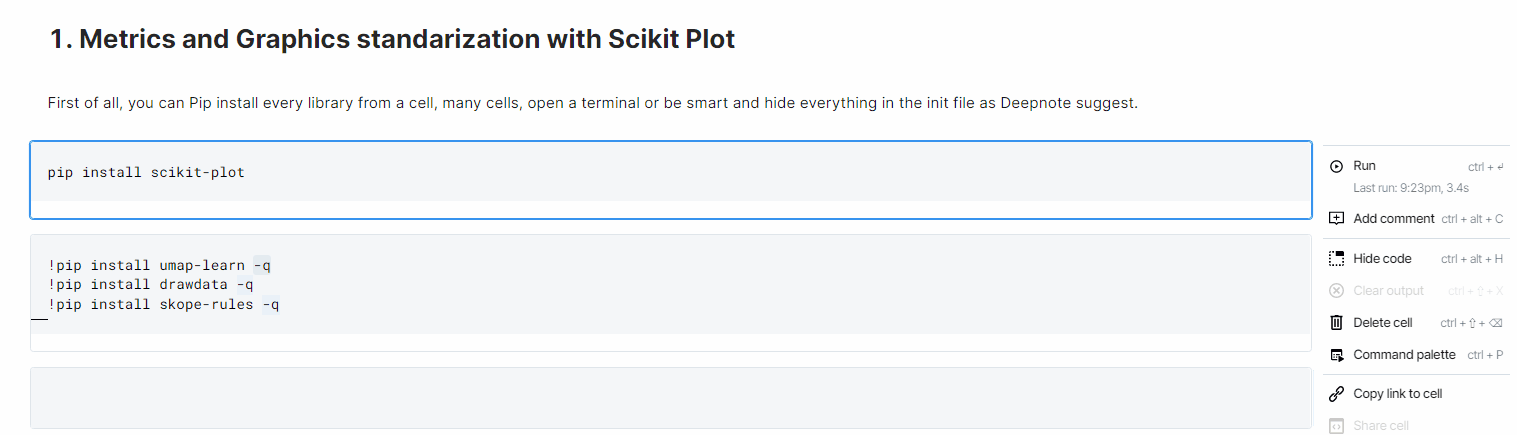 1. Metrics and Graphics standarization with Scikit Plot
First of all, you can Pip install every library from a cell, many cells, open a terminal or be smart and hide everything in the init file as Deepnote suggest.
pip install scikit-plot
!pip install umap-learn -q
!pip install drawdata -q
!pip install skope-rules -q
Run ctrl + ↵
Last run: 9:23pm, 3.4s
Add comment ctrl + alt + C
Hide code ctrl + alt + H
Clear output ctrl + ⇧ + X
Delete cell ctrl + ⇧ + ⌫
Command palette ctrl + P
Copy link to cell
Share cell